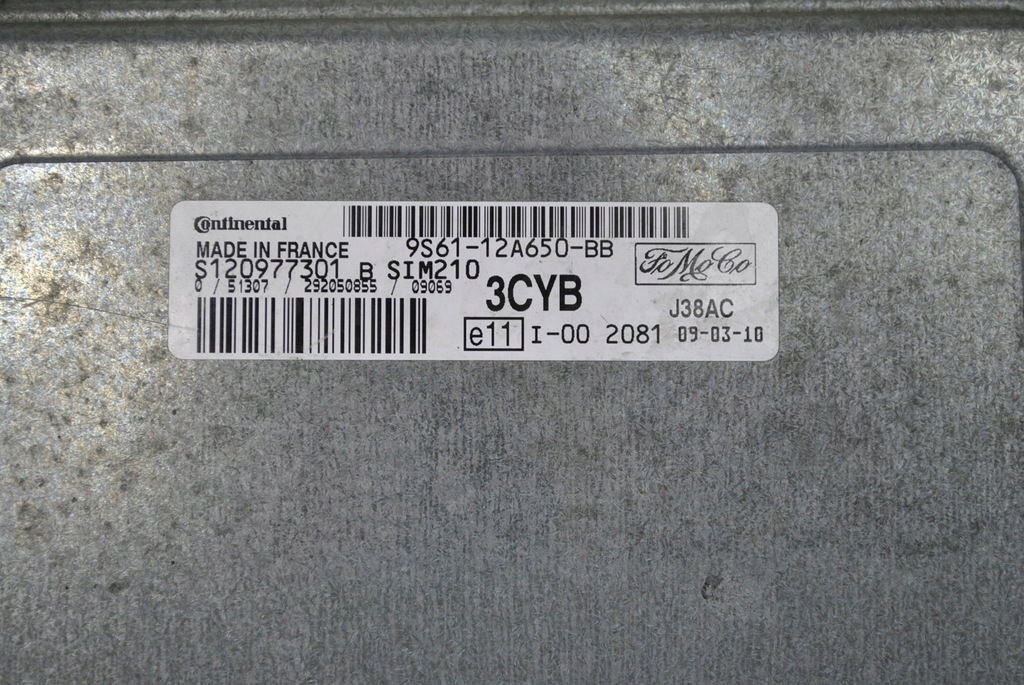 Continental
MADE IN FRANCE 9S61-12A650-BB
S120977301 B SIM210 FoMoCo
0 / 51307 / 292050855 / 09069
3CYB J38AC
e11 I-00 2081 09-03-10